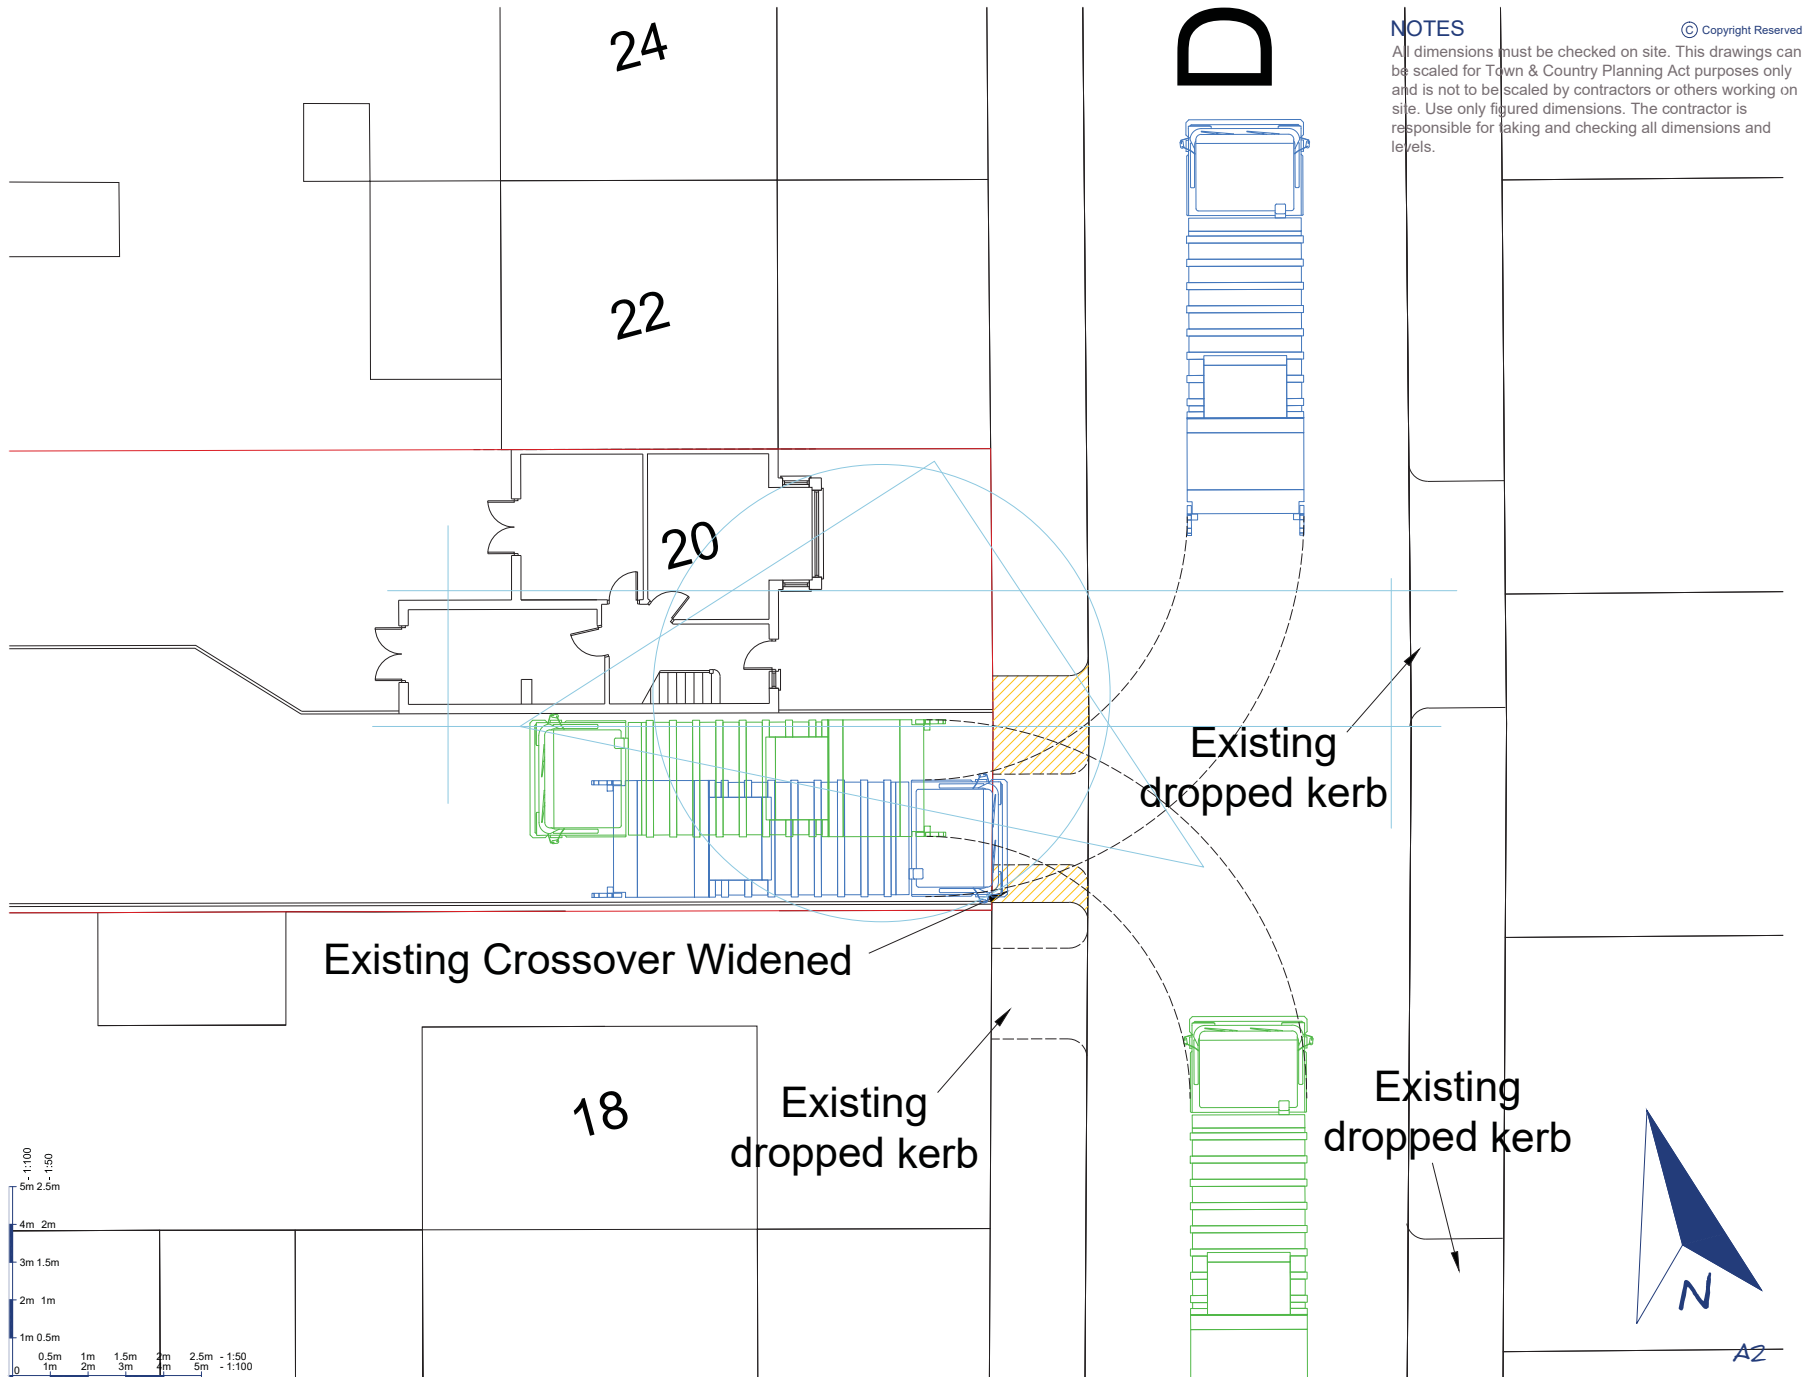 24
D
NOTES
© Copyright Reserved
All dimensions must be checked on site. This drawings can
be scaled for Town & Country Planning Act purposes only
and is not to be scaled by contractors or others working on
site. Use only figured dimensions. The contractor is
responsible for taking and checking all dimensions and
levels.
22
20
Existing
dropped kerb
Existing Crossover Widened
Existing
dropped kerb
18
Existing
dropped kerb
- 1:100
- 1:50
5m 2.5m
4m 2m
3m 1.5m
2m 1m
1m 0.5m
0
0.5m 1m 1.5m 2m 2.5m - 1:50
1m 2m 3m 4m 5m - 1:100
N
A2